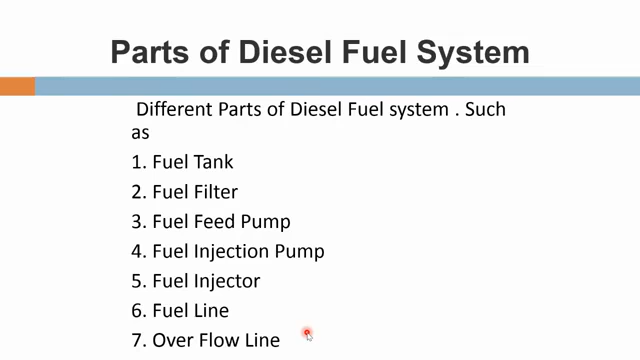 Parts of Diesel Fuel System
Different Parts of Diesel Fuel system . Such
as
1. Fuel Tank
2. Fuel Filter
3. Fuel Feed Pump
4. Fuel Injection Pump
5. Fuel Injector
6. Fuel Line
7. Over Flow Line